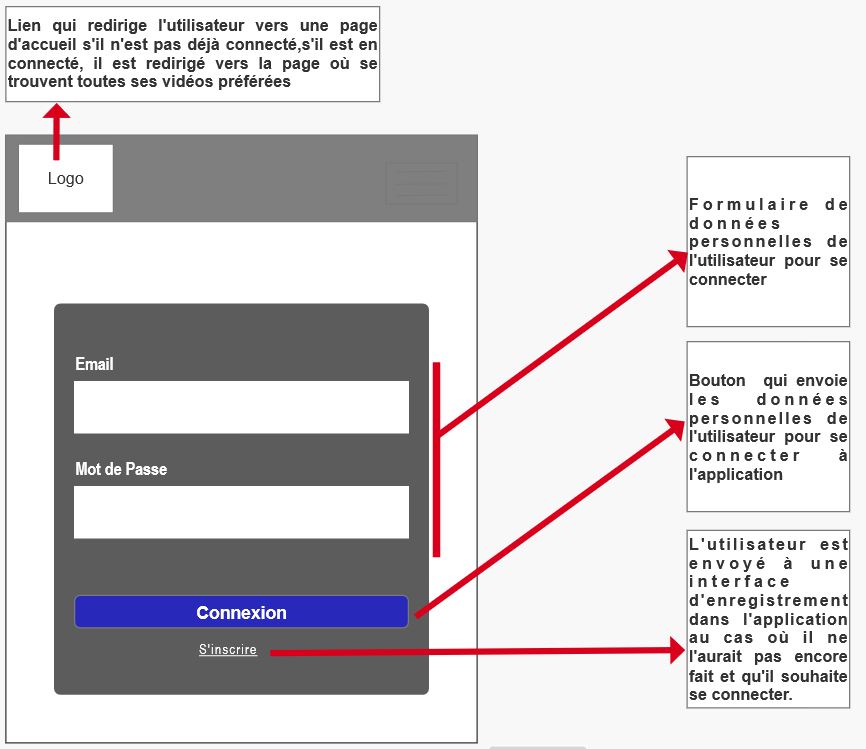 Lien qui redirige l'utilisateur vers une page
d'accueil s'il n'est pas déjà connecté,s'il est en
connecté, il est redirigé vers la page où se
trouvent toutes ses vidéos préférées
Logo
Email
Mot de Passe
Connexion
S'inscrire
Formulaire de
données
personnelles de
l'utilisateur pour se
connecter
Bouton qui envoie
les données
personnelles de
l'utilisateur pour se
connecter à
l'application
L'utilisateur est
envoyé à une
interface
d'enregistrement
dans l'application
au cas où il ne
l'aurait pas encore
fait et qu'il souhaite
se connecter.